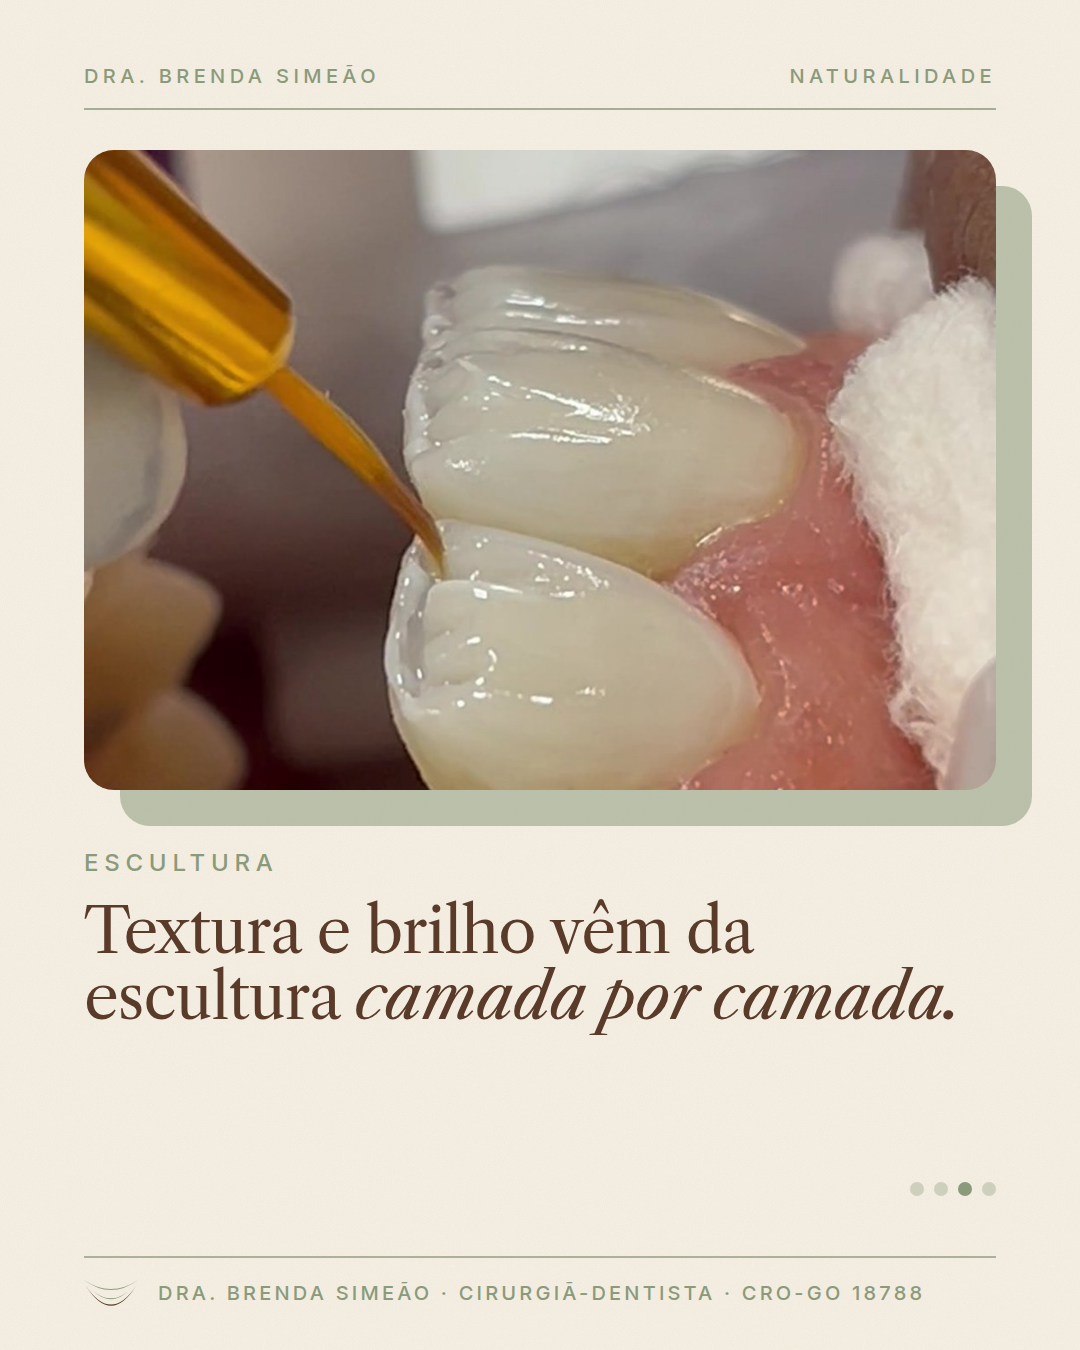 DRA. BRENDA SIMEÃO
NATURALIDADE
ESCULTURA
Textura e brilho vêm da
escultura camada por camada.
DRA. BRENDA SIMEÃO · CIRURGIÃ-DENTISTA · CRO-GO 18788